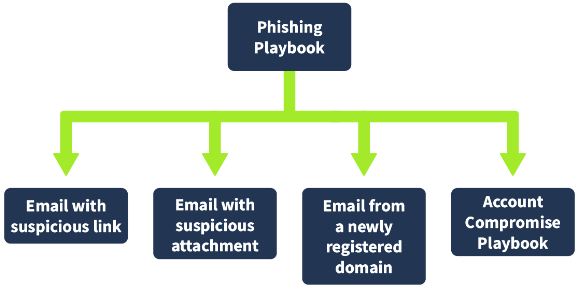 Phishing
Playbook
Email with
suspicious link
Email with
suspicious
attachment
Email from
a newly
registered
domain
Account
Compromise
Playbook